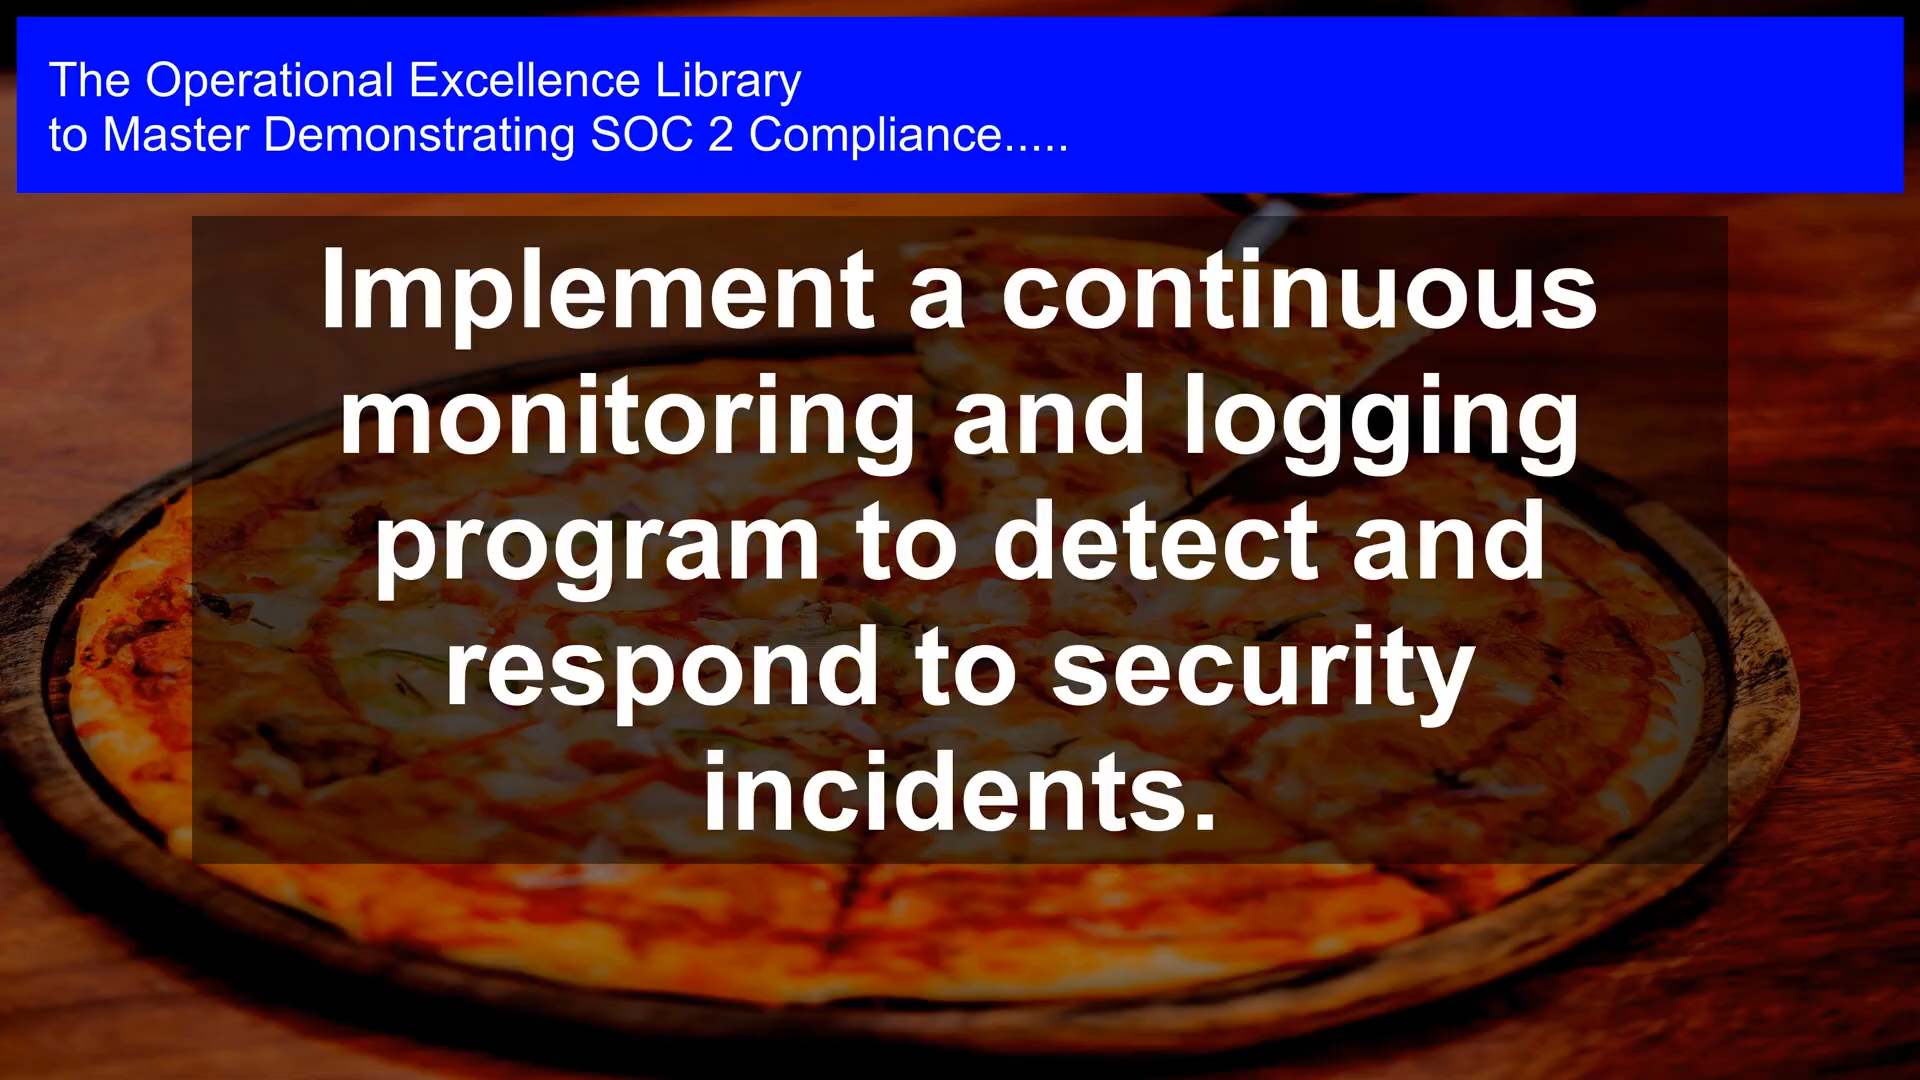 The Operational Excellence Library
to Master Demonstrating SOC 2 Compliance.....
Implement a continuous
monitoring and logging
program to detect and
respond to security
incidents.